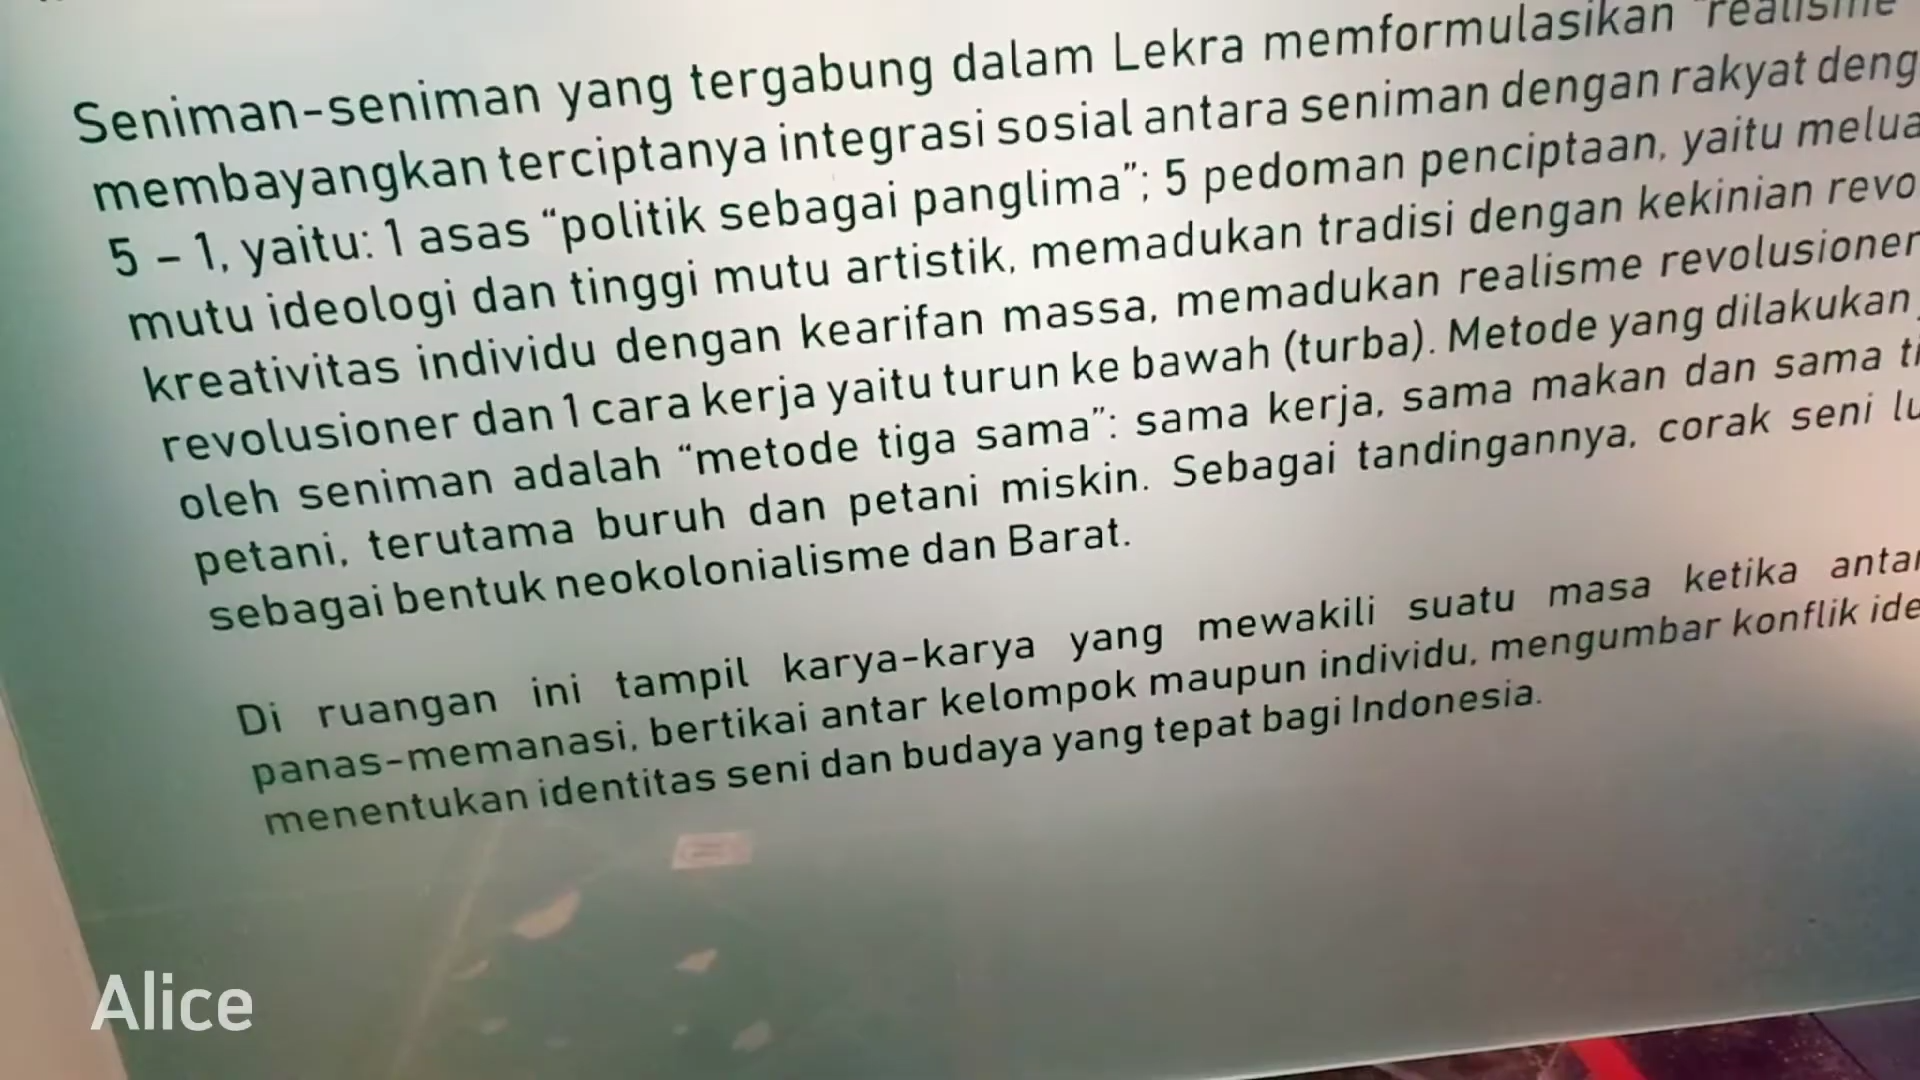 Seniman-seniman yang tergabung dalam Lekra memformulasikan "realisme
membayangkan terciptanya integrasi sosial antara seniman dengan rakyat deng
5 – 1, yaitu: 1 asas “politik sebagai panglima”; 5 pedoman penciptaan, yaitu melua
mutu ideologi dan tinggi mutu artistik, memadukan tradisi dengan kekinian revo
kreativitas individu dengan kearifan massa, memadukan realisme revolusioner
revolusioner dan 1 cara kerja yaitu turun ke bawah (turba). Metode yang dilakukan
oleh seniman adalah “metode tiga sama”: sama kerja, sama makan dan sama ti
petani, terutama buruh dan petani miskin. Sebagai tandingannya, corak seni lu
sebagai bentuk neokolonialisme dan Barat.
Di ruangan ini tampil karya-karya yang mewakili suatu masa ketika antar
panas-memanasi, bertikai antar kelompok maupun individu, mengumbar konflik ide
menentukan identitas seni dan budaya yang tepat bagi Indonesia.
Alice